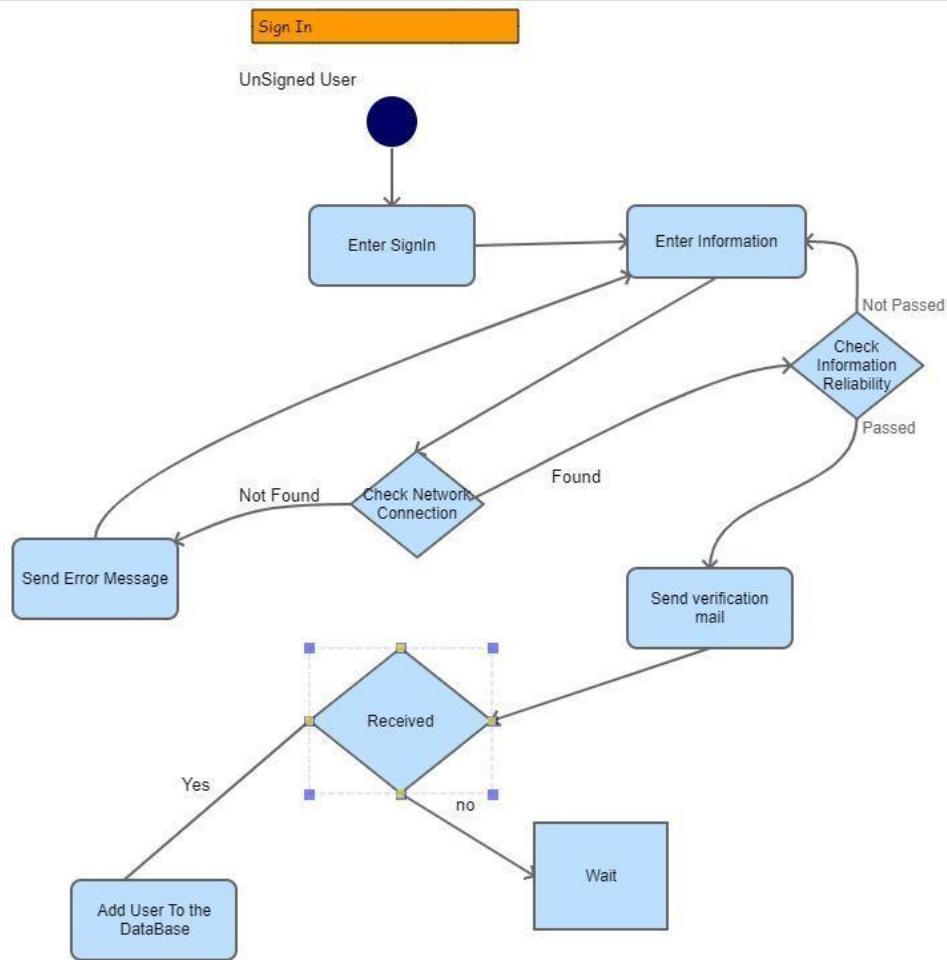 Sign In
UnSigned User
Enter SignIn
Enter Information
Not Passed
Check
Information
Reliability
Passed
Found
Not Found
Check Network
Connection
Send Error Message
Send verification
mail
Received
Yes
no
Wait
Add User To the
DataBase